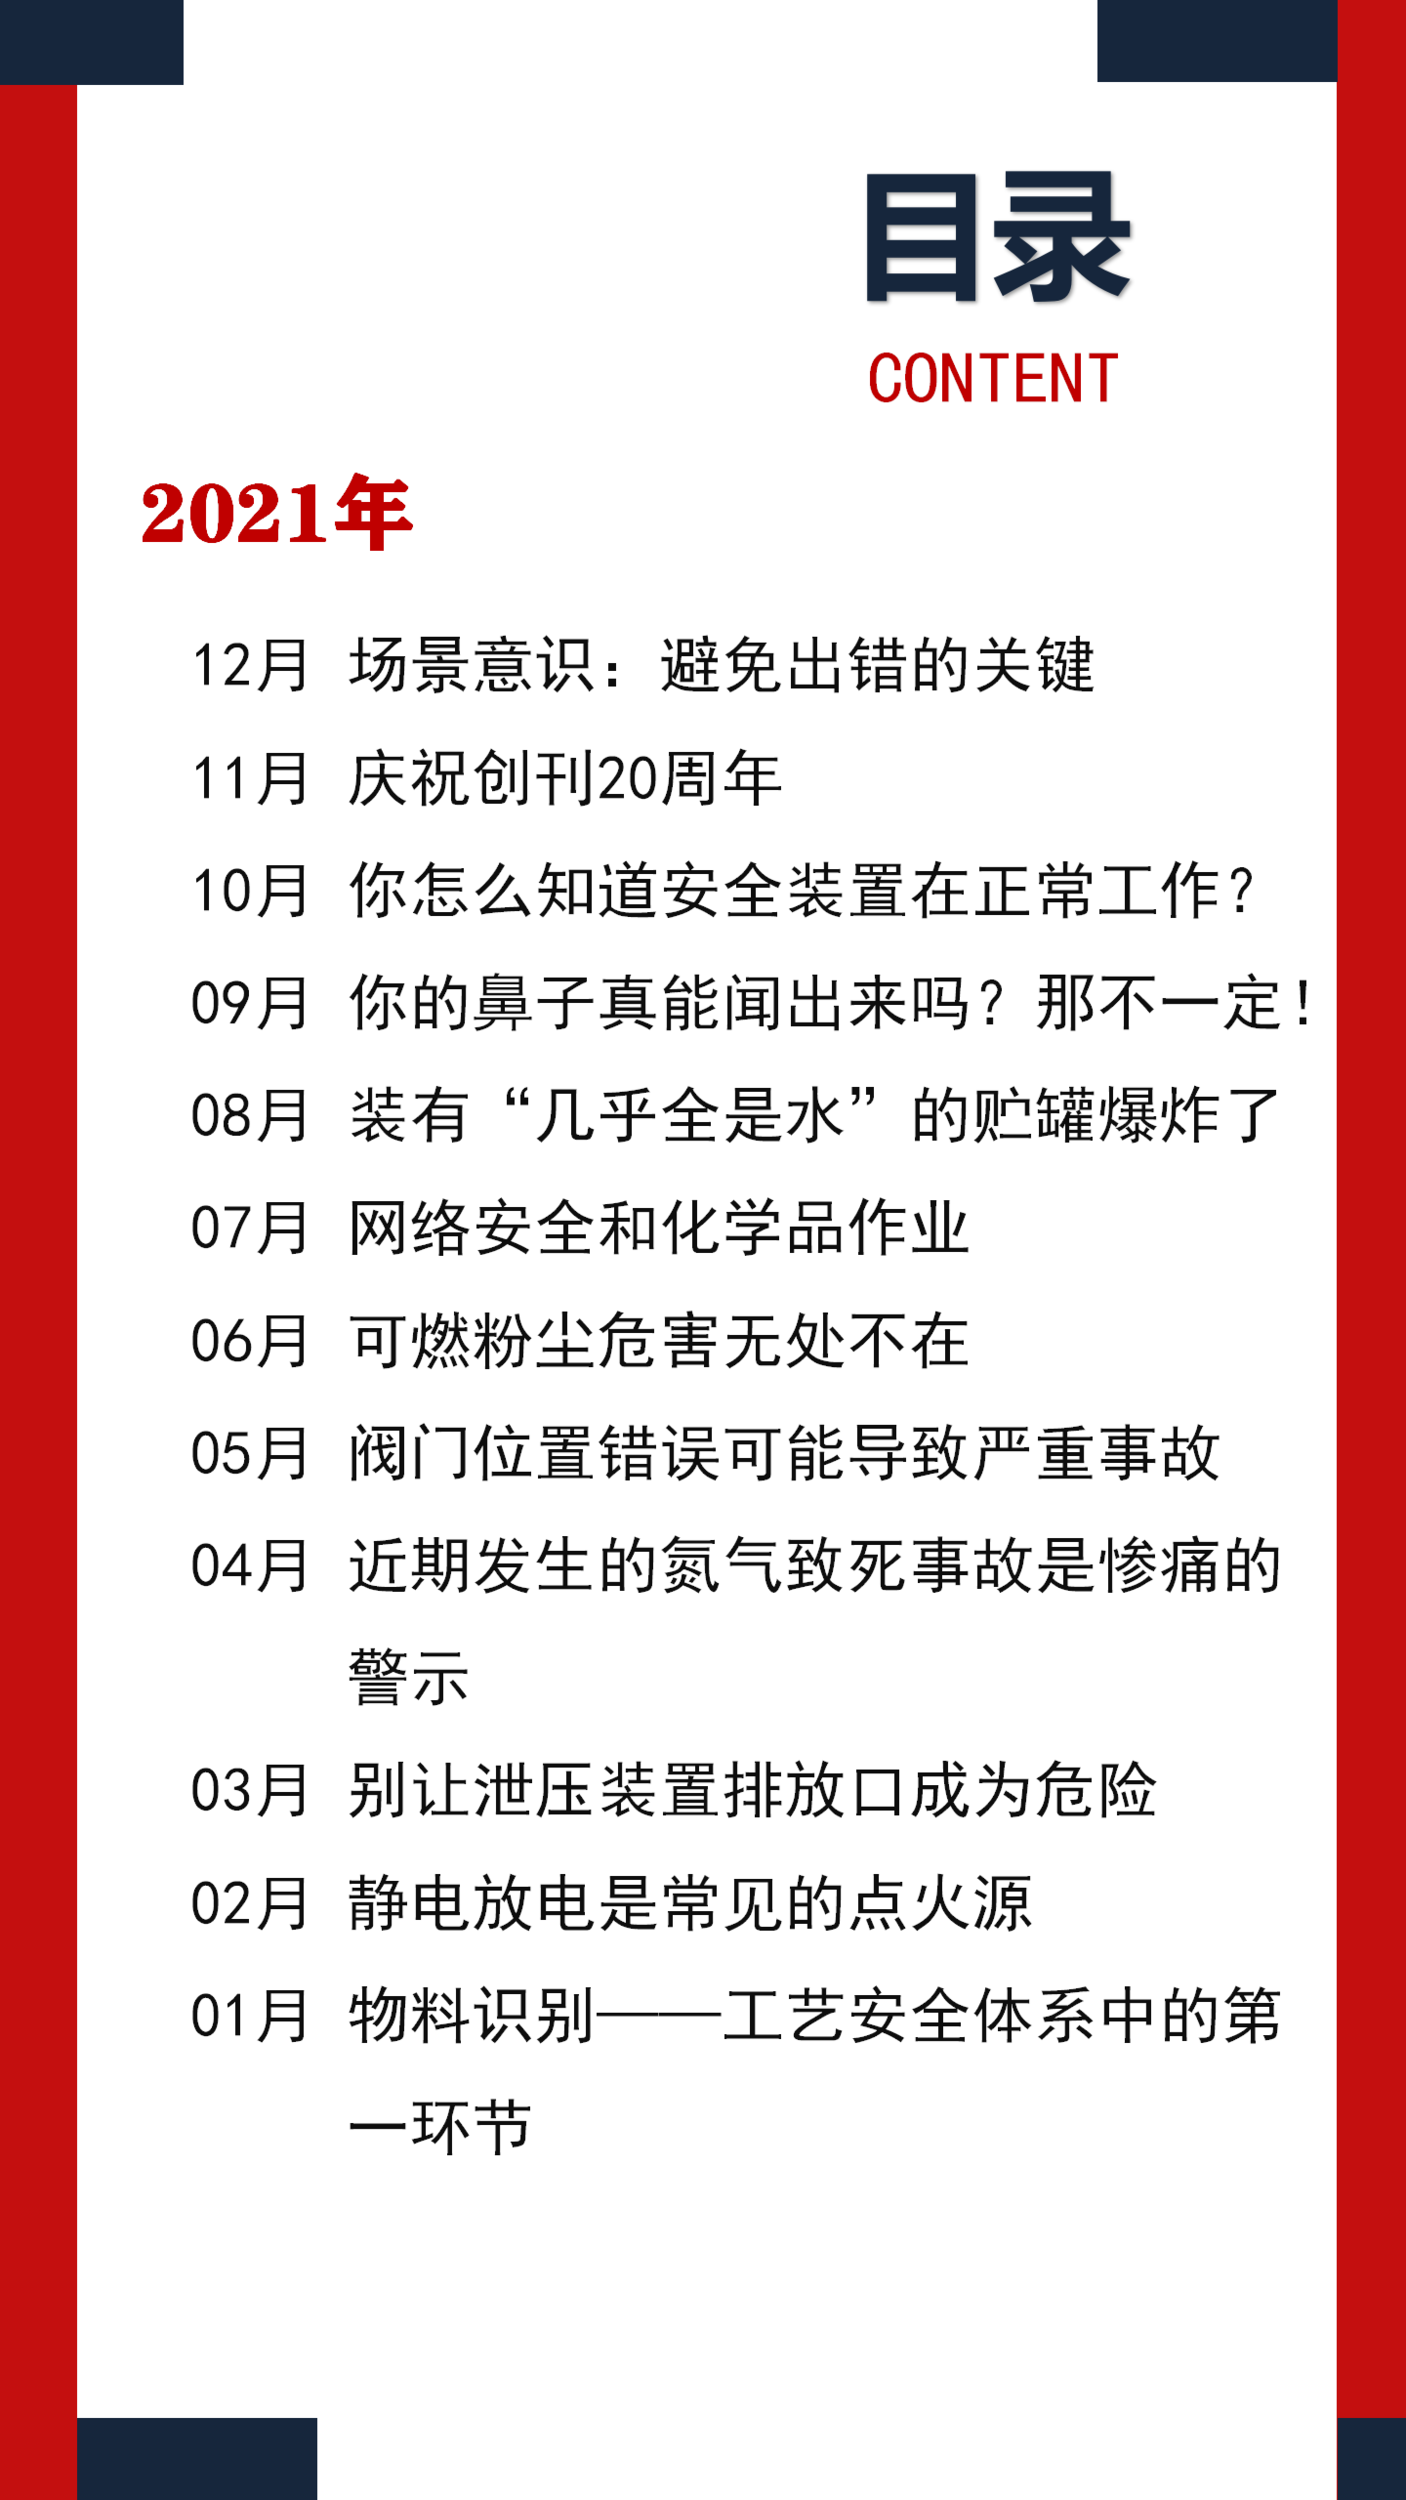 目录
CONTENT
2021年
12月 场景意识：避免出错的关键
11月 庆祝创刊20周年
10月 你怎么知道安全装置在正常工作？
09月 你的鼻子真能闻出来吗？那不一定！
08月 装有“几乎全是水”的贮罐爆炸了
07月 网络安全和化学品作业
06月 可燃粉尘危害无处不在
05月 阀门位置错误可能导致严重事故
04月 近期发生的氮气致死事故是惨痛的
警示
03月 别让泄压装置排放口成为危险
02月 静电放电是常见的点火源
01月 物料识别——工艺安全体系中的第
一环节